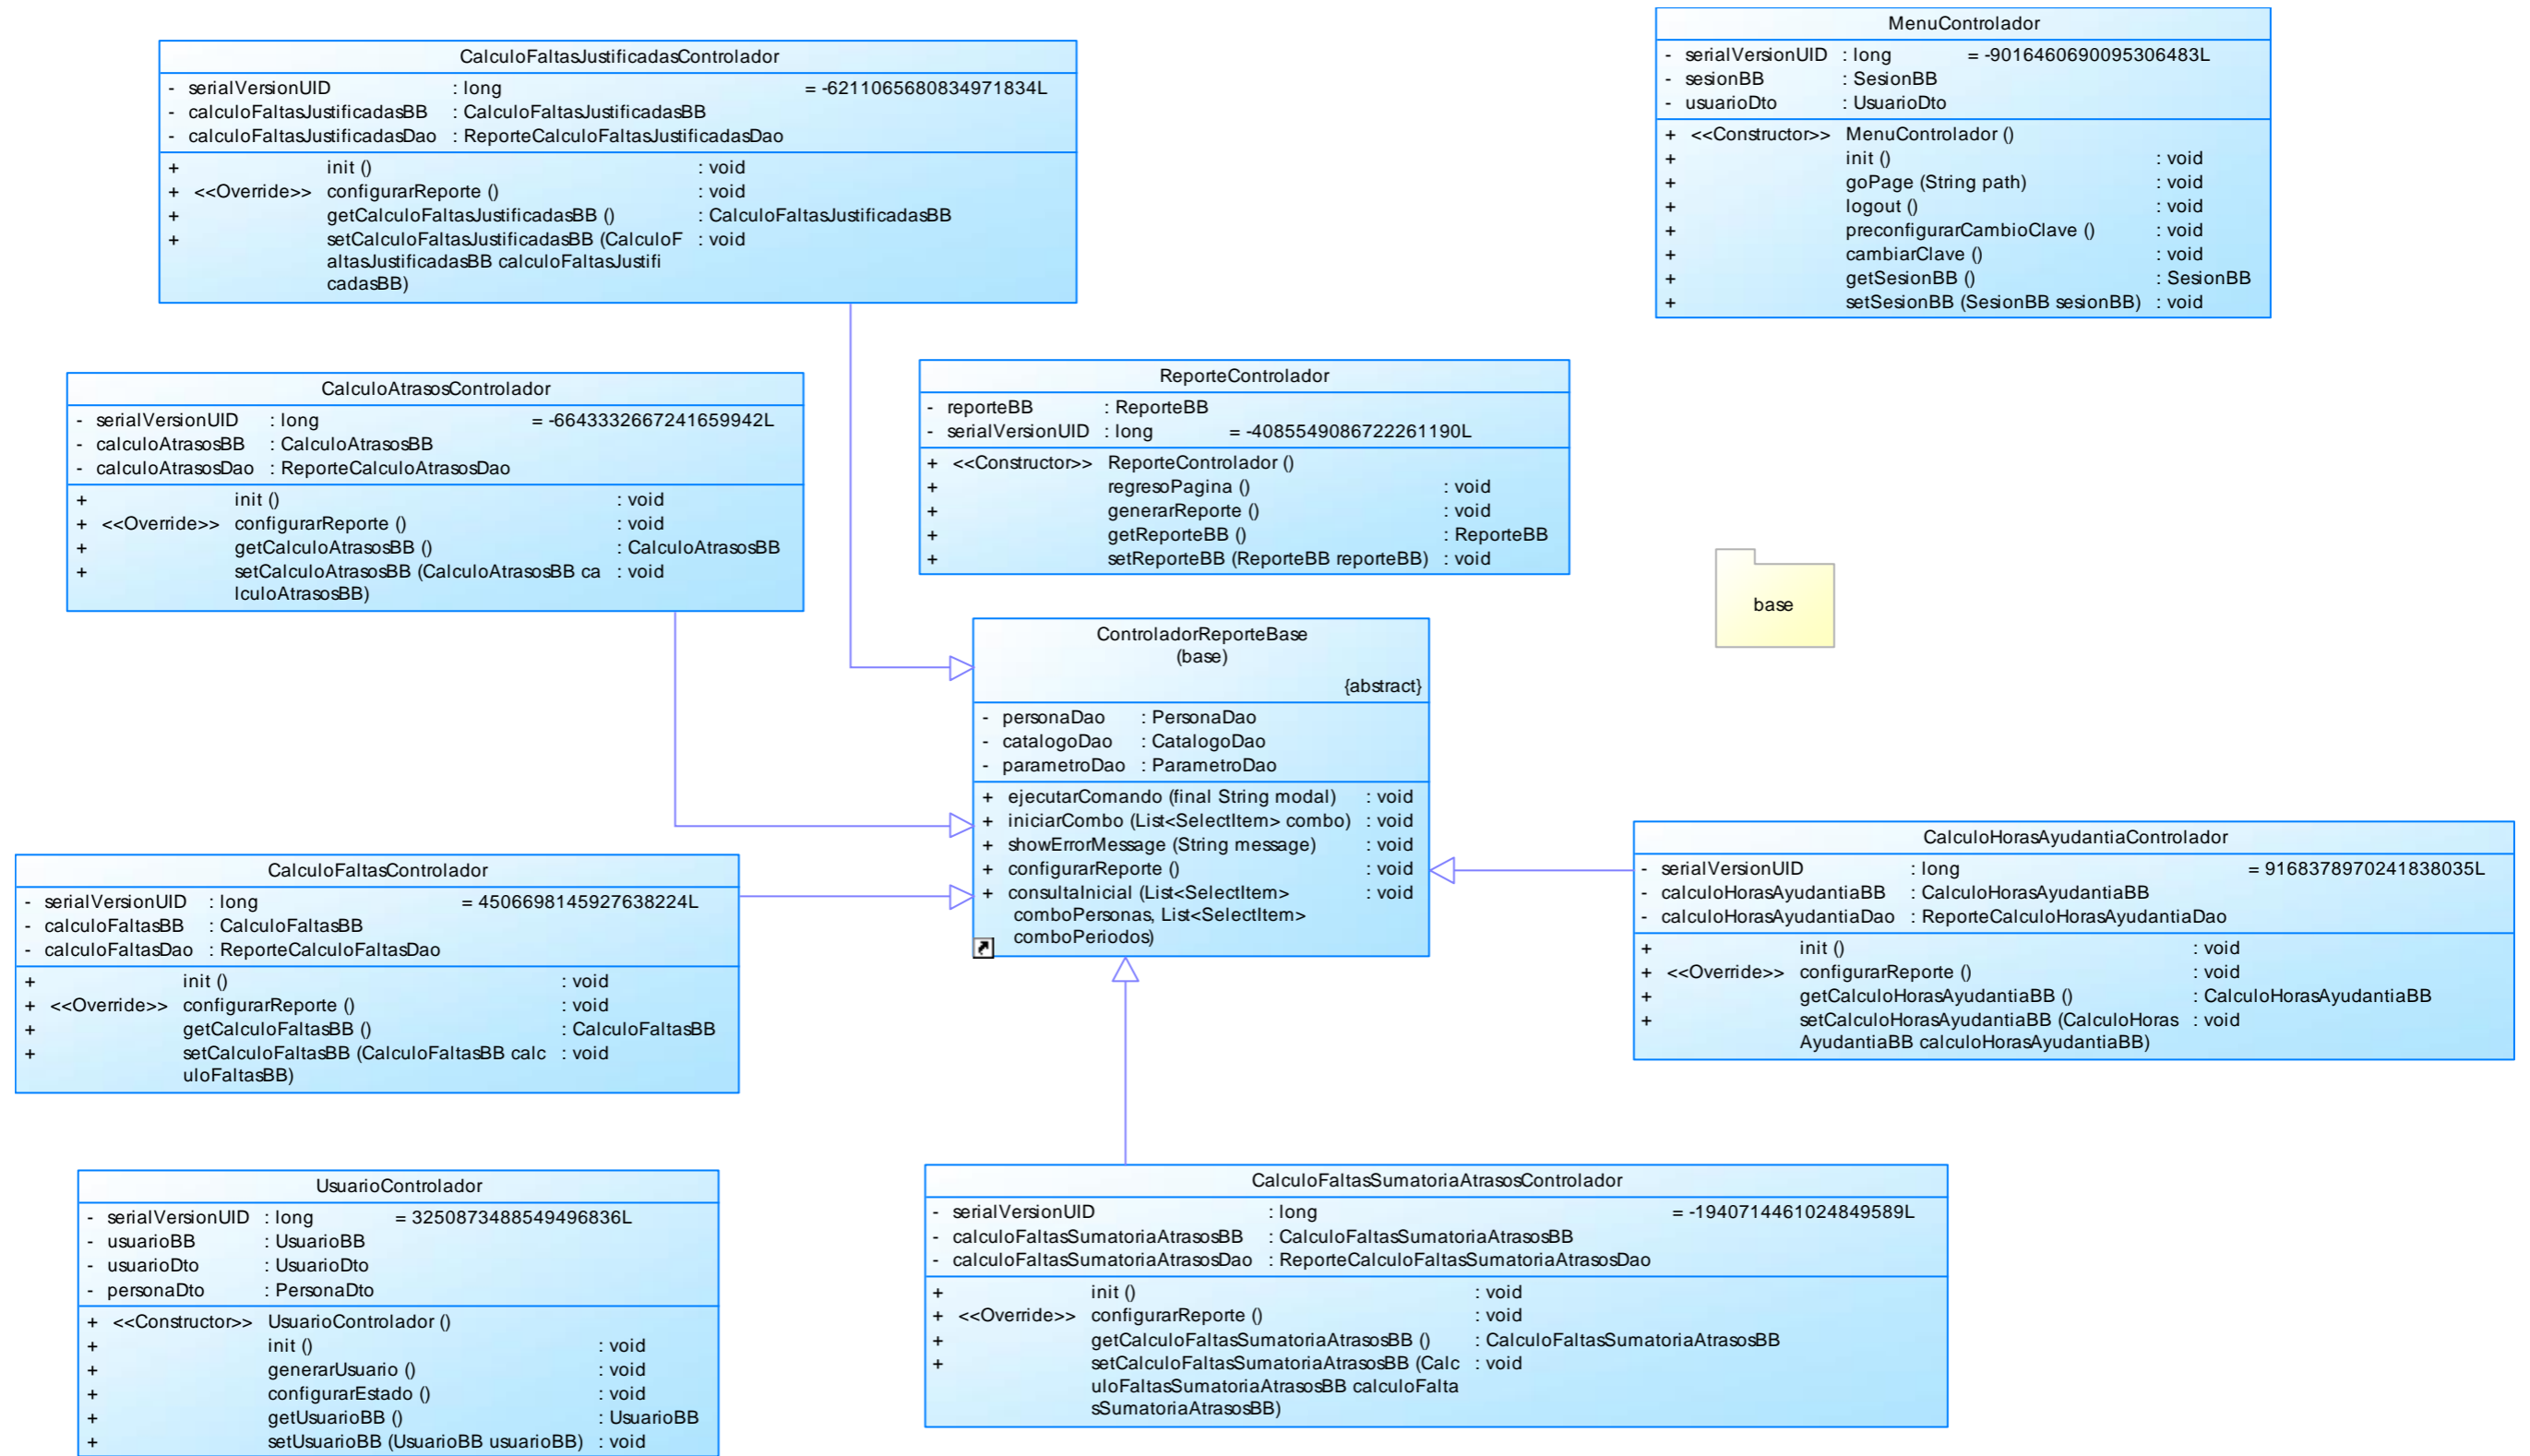 CalculoFaltasJustificadasControlador
- serialVersionUID : long = -6211065680834971834L
- calculoFaltasJustificadasBB : CalculoFaltasJustificadasBB
- calculoFaltasJustificadasDao : ReporteCalculoFaltasJustificadasDao
+ init () : void
+ <<Override>> configurarReporte () : void
+ getCalculoFaltasJustificadasBB () : CalculoFaltasJustificadasBB
+ setCalculoFaltasJustificadasBB (CalculoF : void
altasJustificadasBB calculoFaltasJustifi
cadasBB)
MenuControlador
- serialVersionUID : long = -9016460690095306483L
- sesionBB : SesionBB
- usuarioDto : UsuarioDto
+ <<Constructor>> MenuControlador ()
+ init () : void
+ goPage (String path) : void
+ logout () : void
+ preconfigurarCambioClave () : void
+ cambiarClave () : void
+ getSesionBB () : SesionBB
+ setSesionBB (SesionBB sesionBB) : void
CalculoAtrasosControlador
- serialVersionUID : long = -6643332667241659942L
- calculoAtrasosBB : CalculoAtrasosBB
- calculoAtrasosDao : ReporteCalculoAtrasosDao
+ init () : void
+ <<Override>> configurarReporte () : void
+ getCalculoAtrasosBB () : CalculoAtrasosBB
+ setCalculoAtrasosBB (CalculoAtrasosBB ca : void
lculoAtrasosBB)
ReporteControlador
- reporteBB : ReporteBB
- serialVersionUID : long = -4085549086722261190L
+ <<Constructor>> ReporteControlador ()
+ regresoPagina () : void
+ generarReporte () : void
+ getReporteBB () : ReporteBB
+ setReporteBB (ReporteBB reporteBB) : void
base
ControladorReporteBase
(base)
{abstract}
- personaDao : PersonaDao
- catalogoDao : CatalogoDao
- parametroDao : ParametroDao
+ ejecutarComando (final String modal) : void
+ iniciarCombo (List<SelectItem> combo) : void
+ showErrorMessage (String message) : void
+ configurarReporte () : void
+ consultaInicial (List<SelectItem> : void
comboPersonas, List<SelectItem>
comboPeriodos)
CalculoFaltasControlador
- serialVersionUID : long = 4506698145927638224L
- calculoFaltasBB : CalculoFaltasBB
- calculoFaltasDao : ReporteCalculoFaltasDao
+ init () : void
+ <<Override>> configurarReporte () : void
+ getCalculoFaltasBB () : CalculoFaltasBB
+ setCalculoFaltasBB (CalculoFaltasBB calc : void
uloFaltasBB)
CalculoHorasAyudantiaControlador
- serialVersionUID : long = 9168378970241838035L
- calculoHorasAyudantiaBB : CalculoHorasAyudantiaBB
- calculoHorasAyudantiaDao : ReporteCalculoHorasAyudantiaDao
+ init () : void
+ <<Override>> configurarReporte () : void
+ getCalculoHorasAyudantiaBB () : CalculoHorasAyudantiaBB
+ setCalculoHorasAyudantiaBB (CalculoHoras : void
AyudantiaBB calculoHorasAyudantiaBB)
UsuarioControlador
- serialVersionUID : long = 3250873488549496836L
- usuarioBB : UsuarioBB
- usuarioDto : UsuarioDto
- personaDto : PersonaDto
+ <<Constructor>> UsuarioControlador ()
+ init () : void
+ generarUsuario () : void
+ configurarEstado () : void
+ getUsuarioBB () : UsuarioBB
+ setUsuarioBB (UsuarioBB usuarioBB) : void
CalculoFaltasSumatoriaAtrasosControlador
- serialVersionUID : long = -1940714461024849589L
- calculoFaltasSumatoriaAtrasosBB : CalculoFaltasSumatoriaAtrasosBB
- calculoFaltasSumatoriaAtrasosDao : ReporteCalculoFaltasSumatoriaAtrasosDao
+ init () : void
+ <<Override>> configurarReporte () : void
+ getCalculoFaltasSumatoriaAtrasosBB () : CalculoFaltasSumatoriaAtrasosBB
+ setCalculoFaltasSumatoriaAtrasosBB (Calc : void
uloFaltasSumatoriaAtrasosBB calculoFalta
sSumatoriaAtrasosBB)